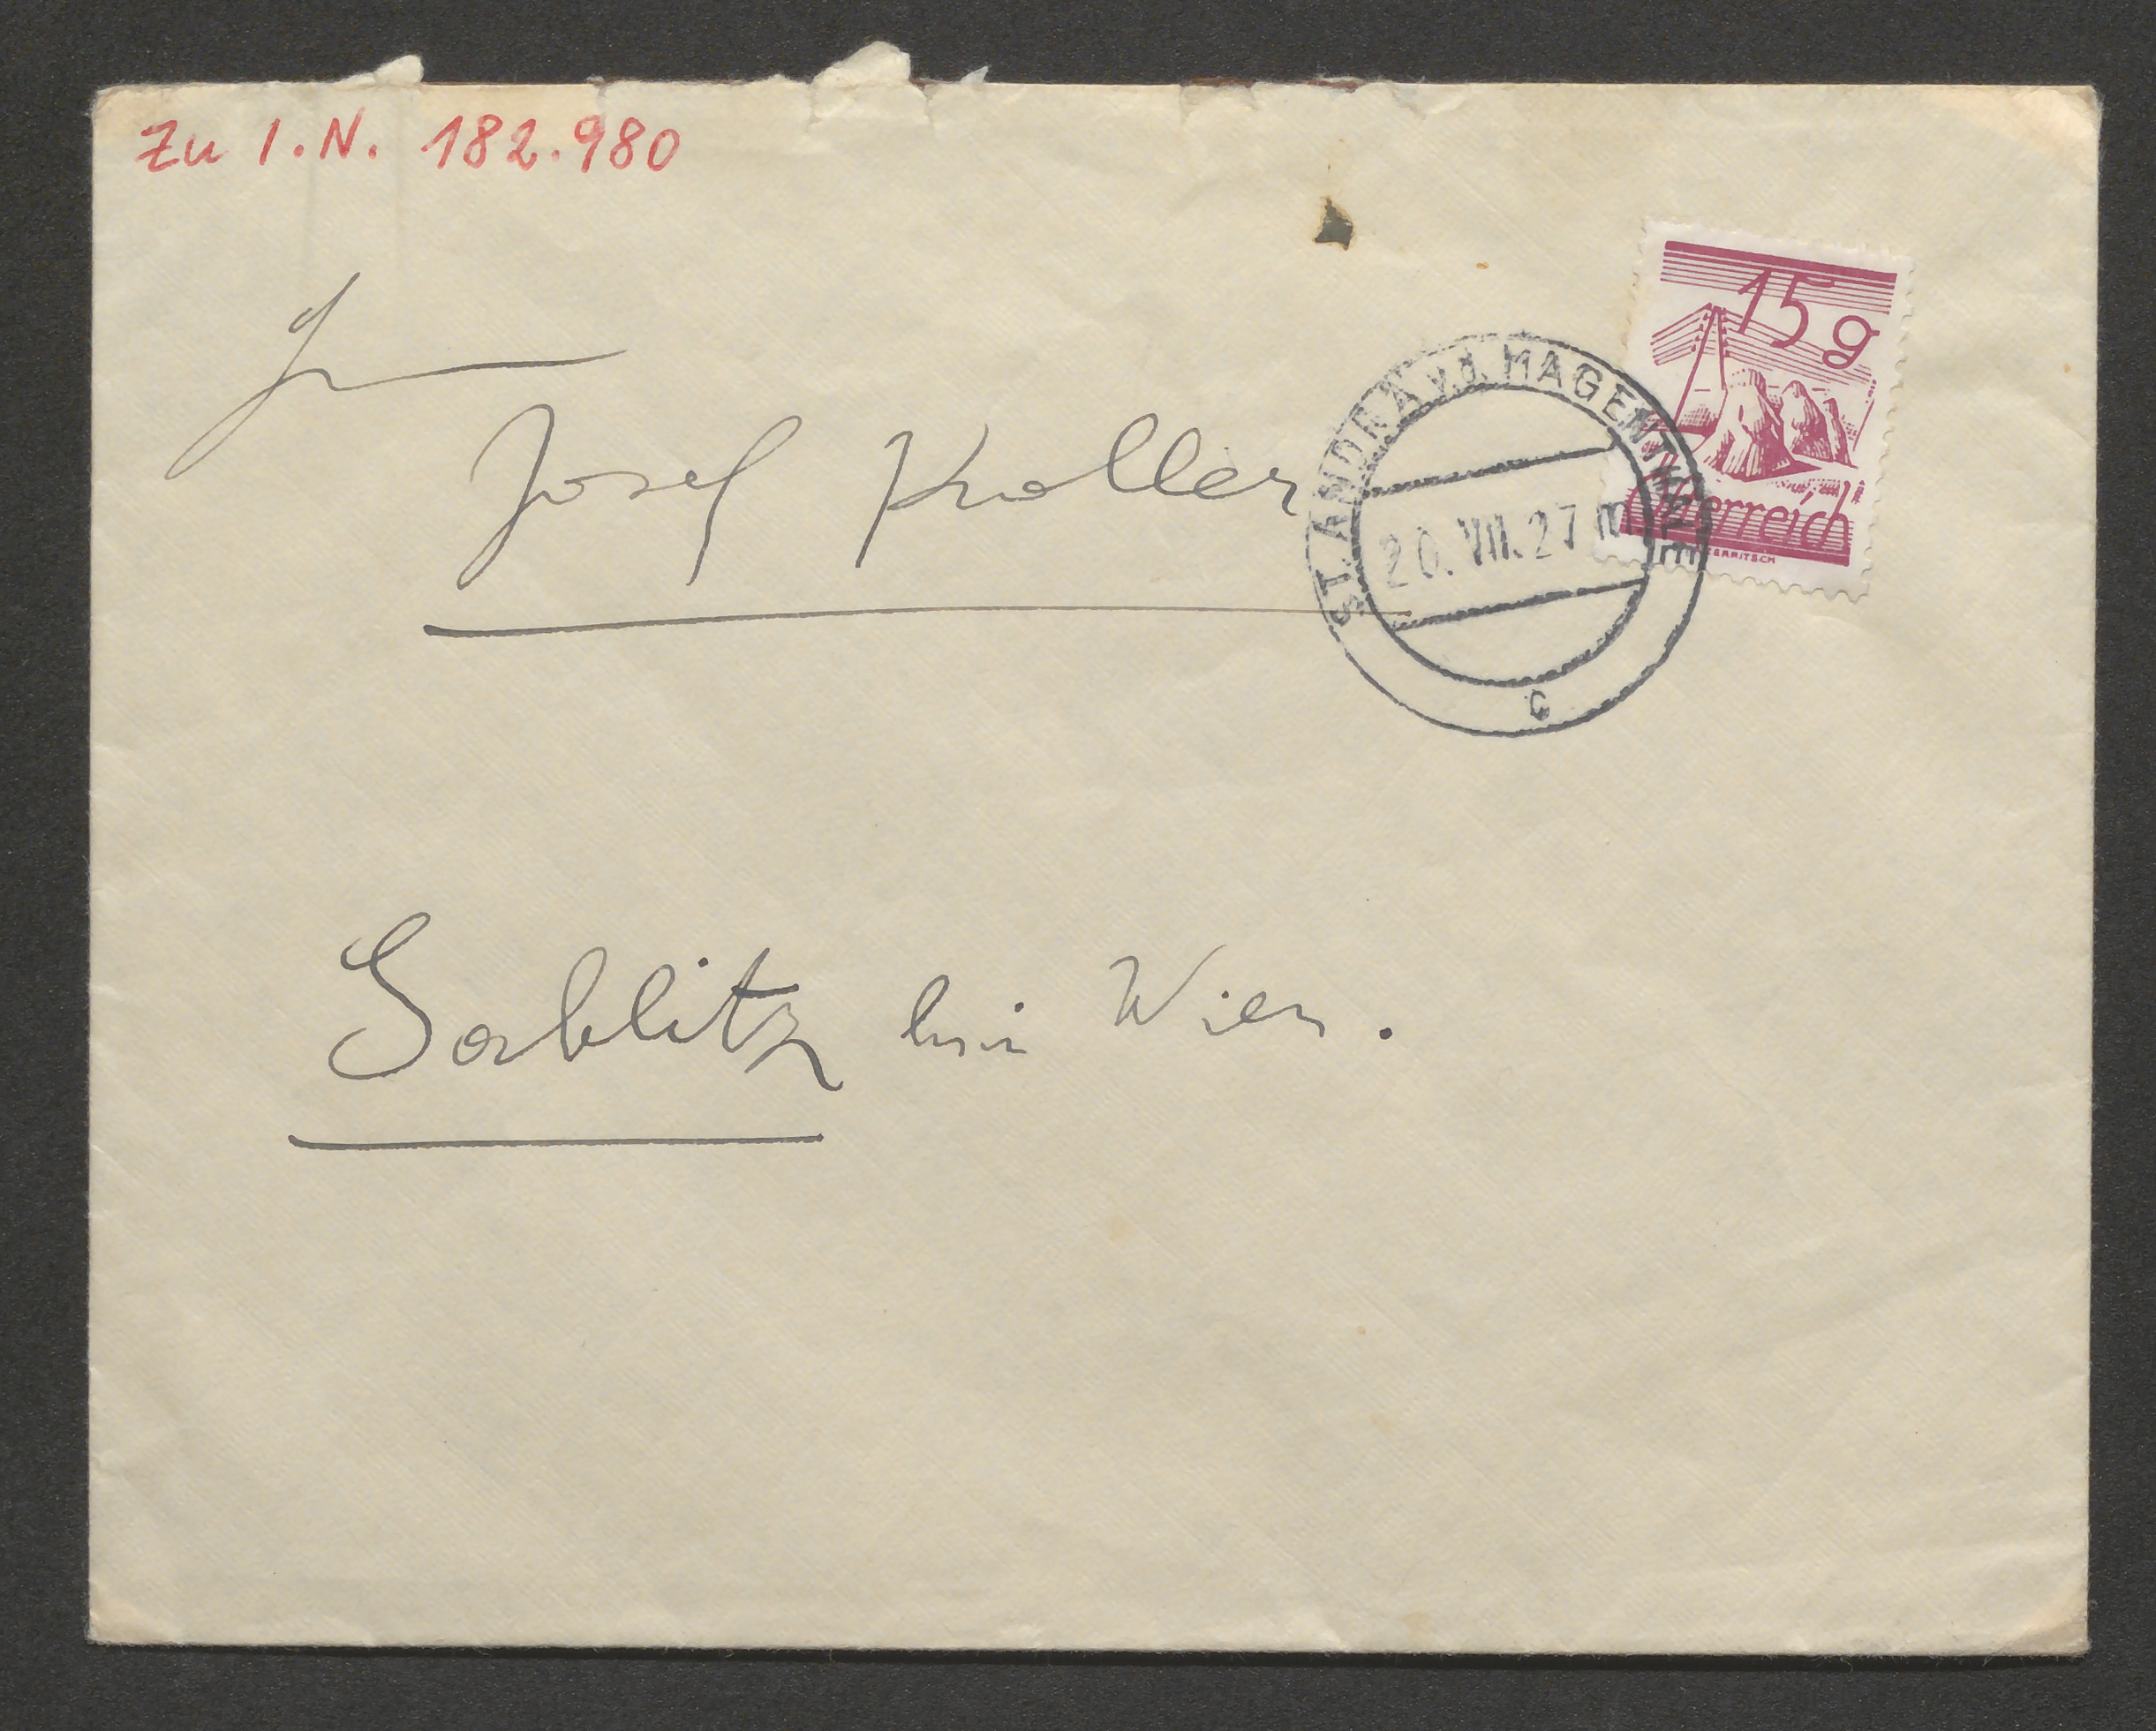 Zu I.N. 182.980
Josef Koller
Gablitz bei Wien.
15 g
Österreich
ST. ANDRÄ v.d. HAGENTHALE
20. VII. 27
c